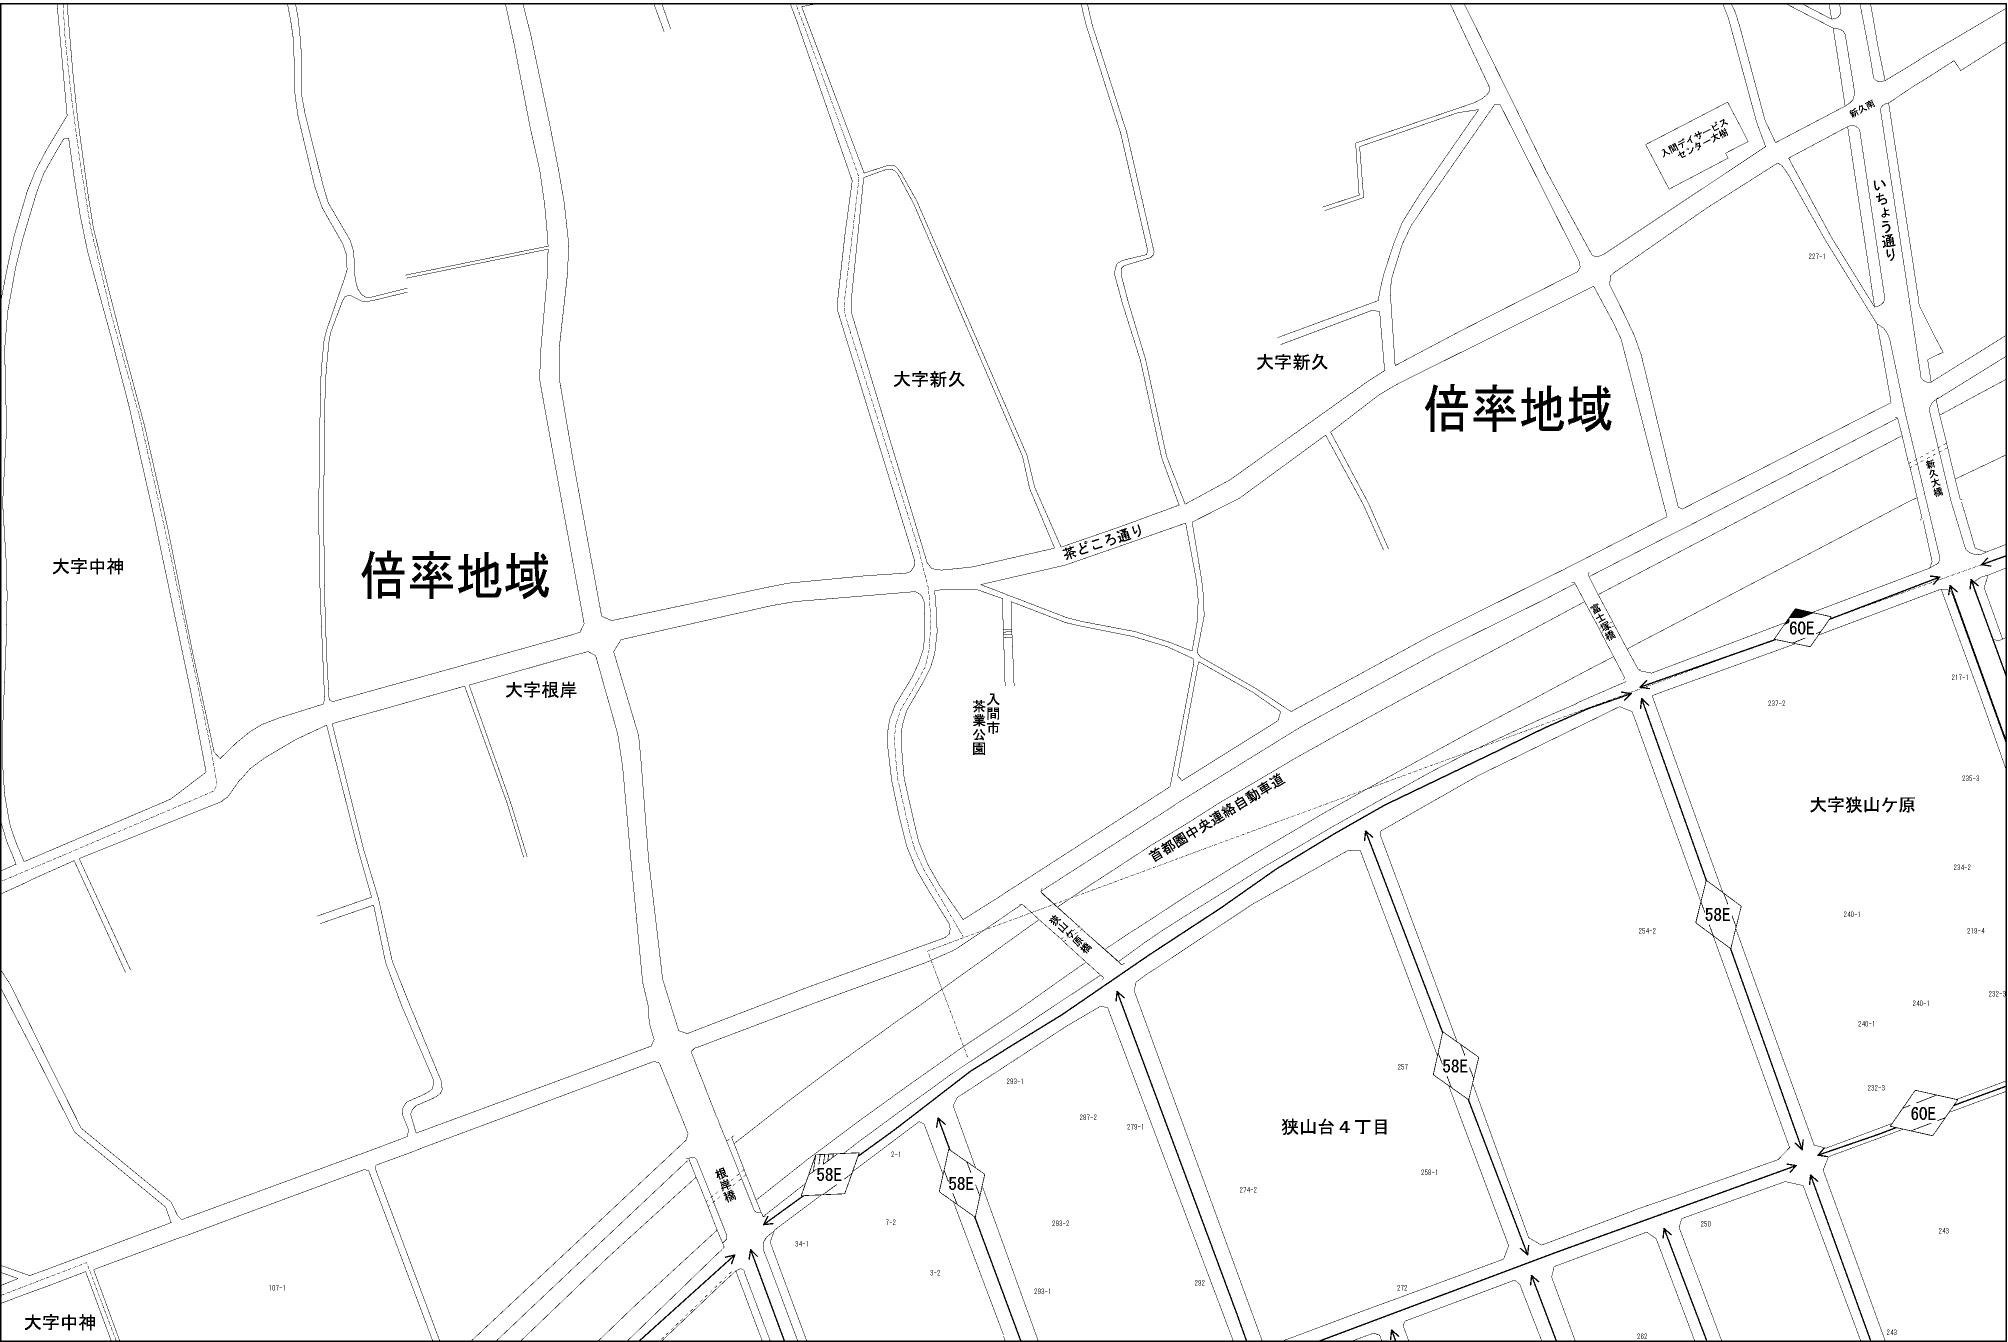 新久南
入間デイサービス
センター大樹
いちょう通り
227-1
大字新久
大字新久
倍率地域
新久大橋
茶どころ通り
大字中神
倍率地域
富士塚橋
60E
大字根岸
入間市
茶業公園
217-1
237-2
235-3
大字狭山ケ原
首都圏中央連絡自動車道
234-2
58E
240-1
219-4
254-2
狭山ケ原橋
232-3
240-1
240-1
58E
257
293-1
232-3
60E
287-2
279-1
狭山台４丁目
2-1
根岸橋
58E
58E
258-1
274-2
7-2
293-2
250
243
34-1
3-2
107-1
292
293-1
272
大字中神
262
243